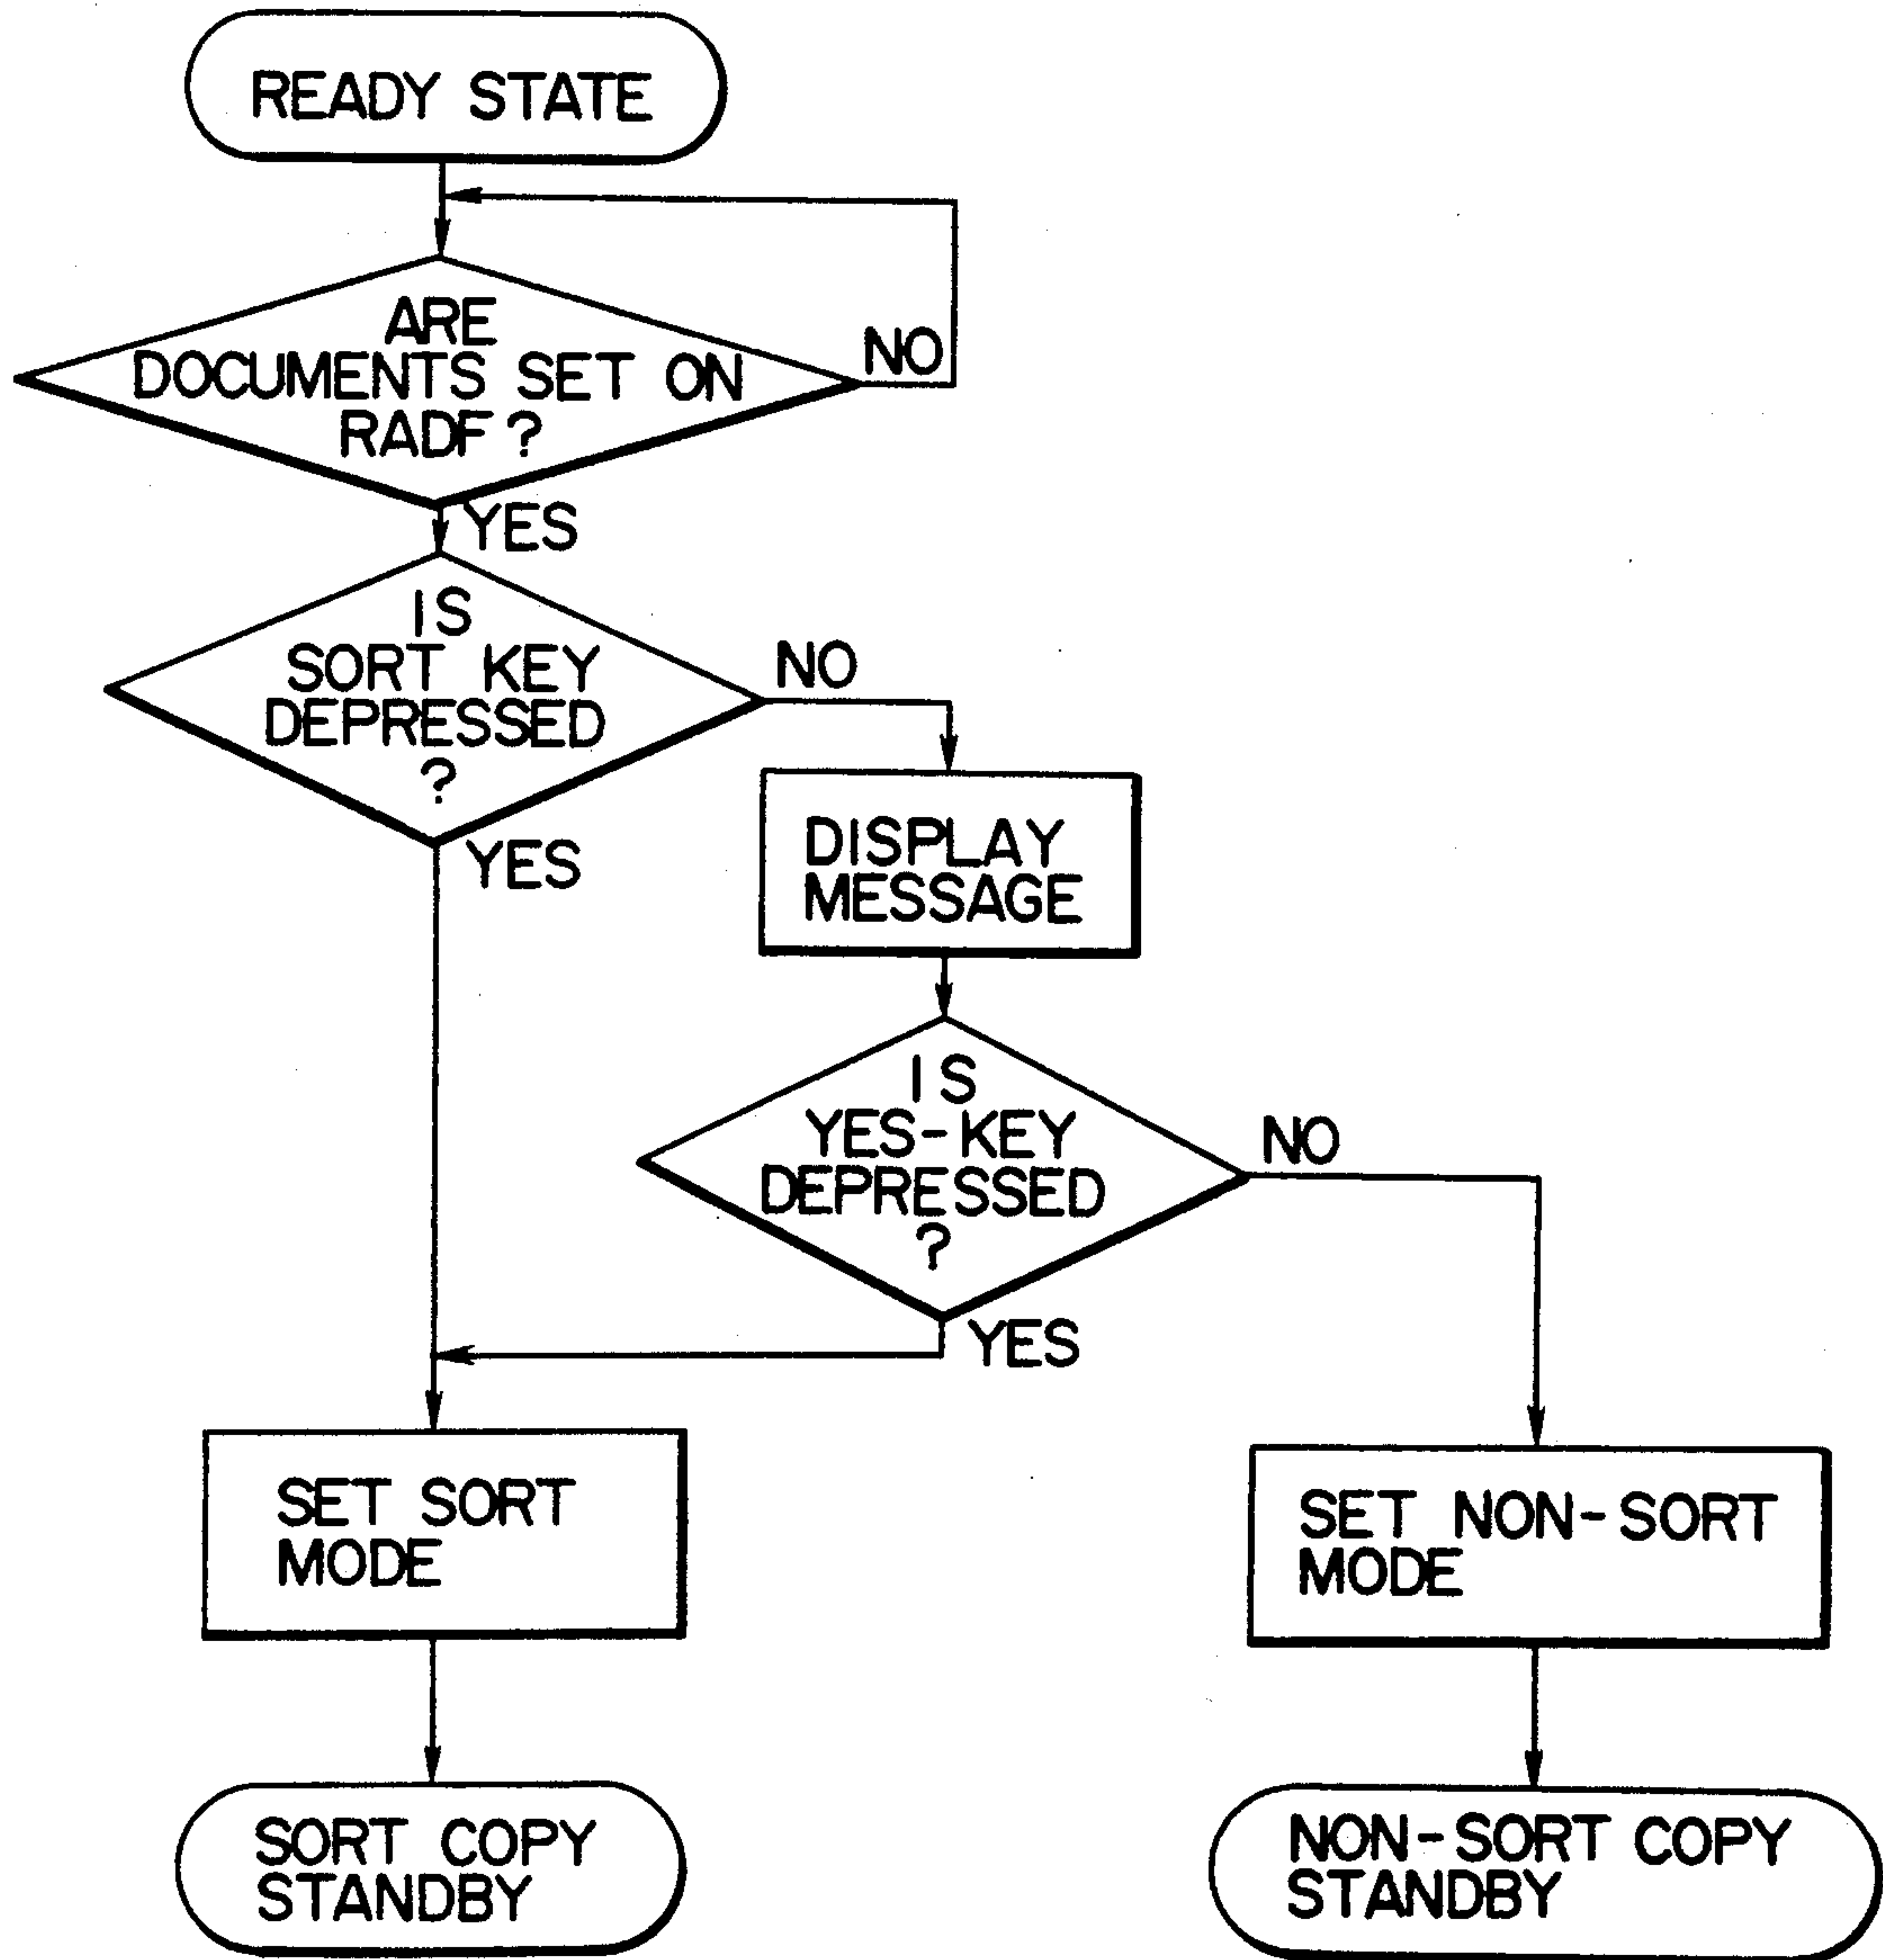 READY STATE
ARE
DOCUMENTS SET ON
RADF?
NO
YES
IS
SORT KEY
DEPRESSED
?
NO
YES
DISPLAY
MESSAGE
IS
YES-KEY
DEPRESSED
?
NO
YES
SET SORT
MODE
SET NON-SORT
MODE
SORT COPY
STANDBY
NON-SORT COPY
STANDBY